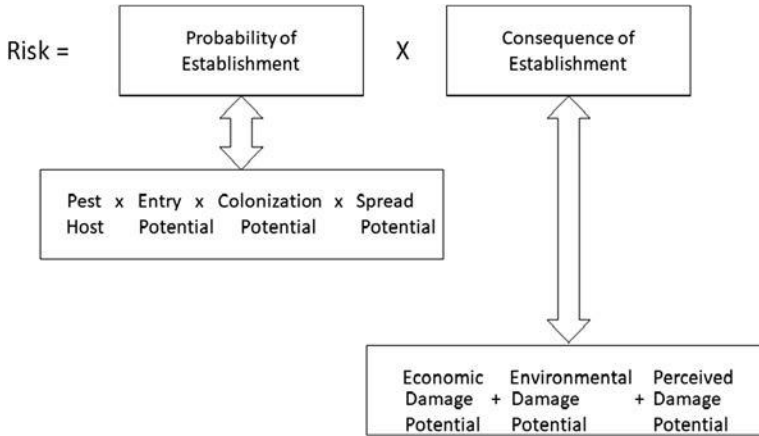 Risk = Probability of Establishment X Consequence of Establishment
Pest x Entry x Colonization x Spread
Host Potential Potential Potential
Economic Environmental Perceived
Damage + Damage + Damage
Potential Potential Potential